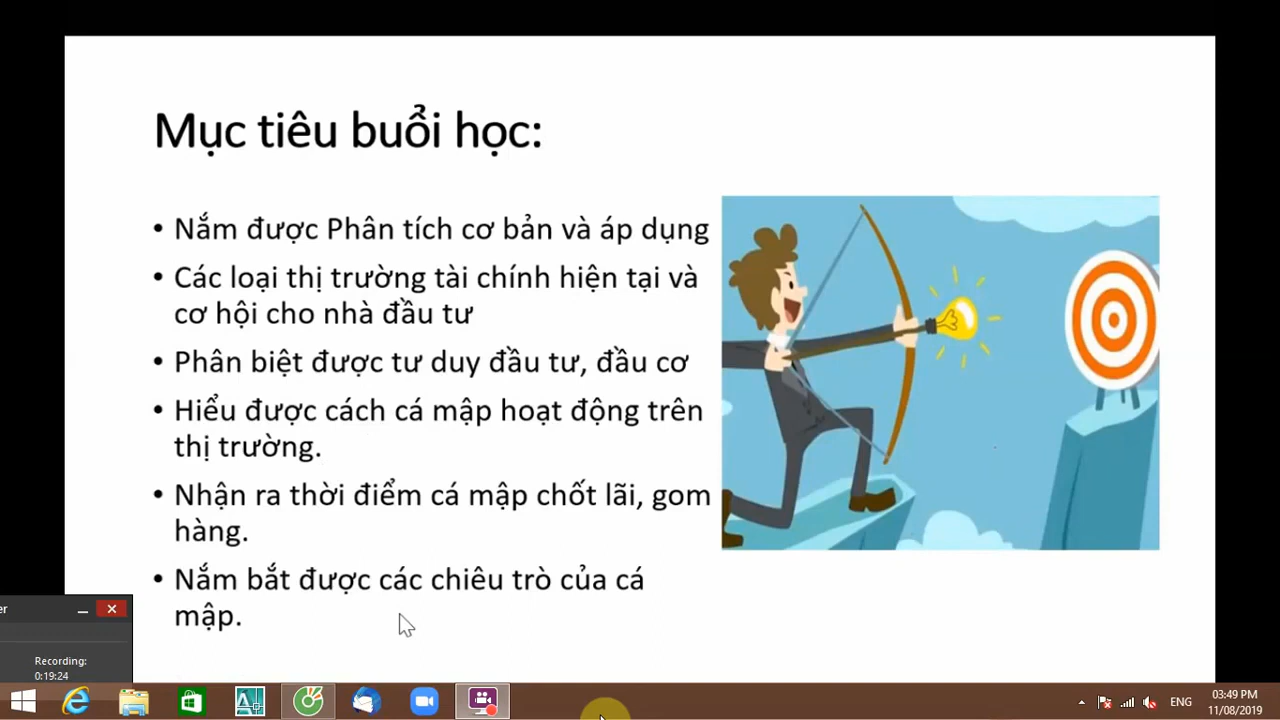 Mục tiêu buổi học:
• Nắm được Phân tích cơ bản và áp dụng
• Các loại thị trường tài chính hiện tại và
cơ hội cho nhà đầu tư
• Phân biệt được tư duy đầu tư, đầu cơ
• Hiểu được cách cá mập hoạt động trên
thị trường.
• Nhận ra thời điểm cá mập chốt lãi, gom
hàng.
• Nắm bắt được các chiêu trò của cá
mập.
er
Recording:
0:19:24
ENG
03:49 PM
11/08/2019